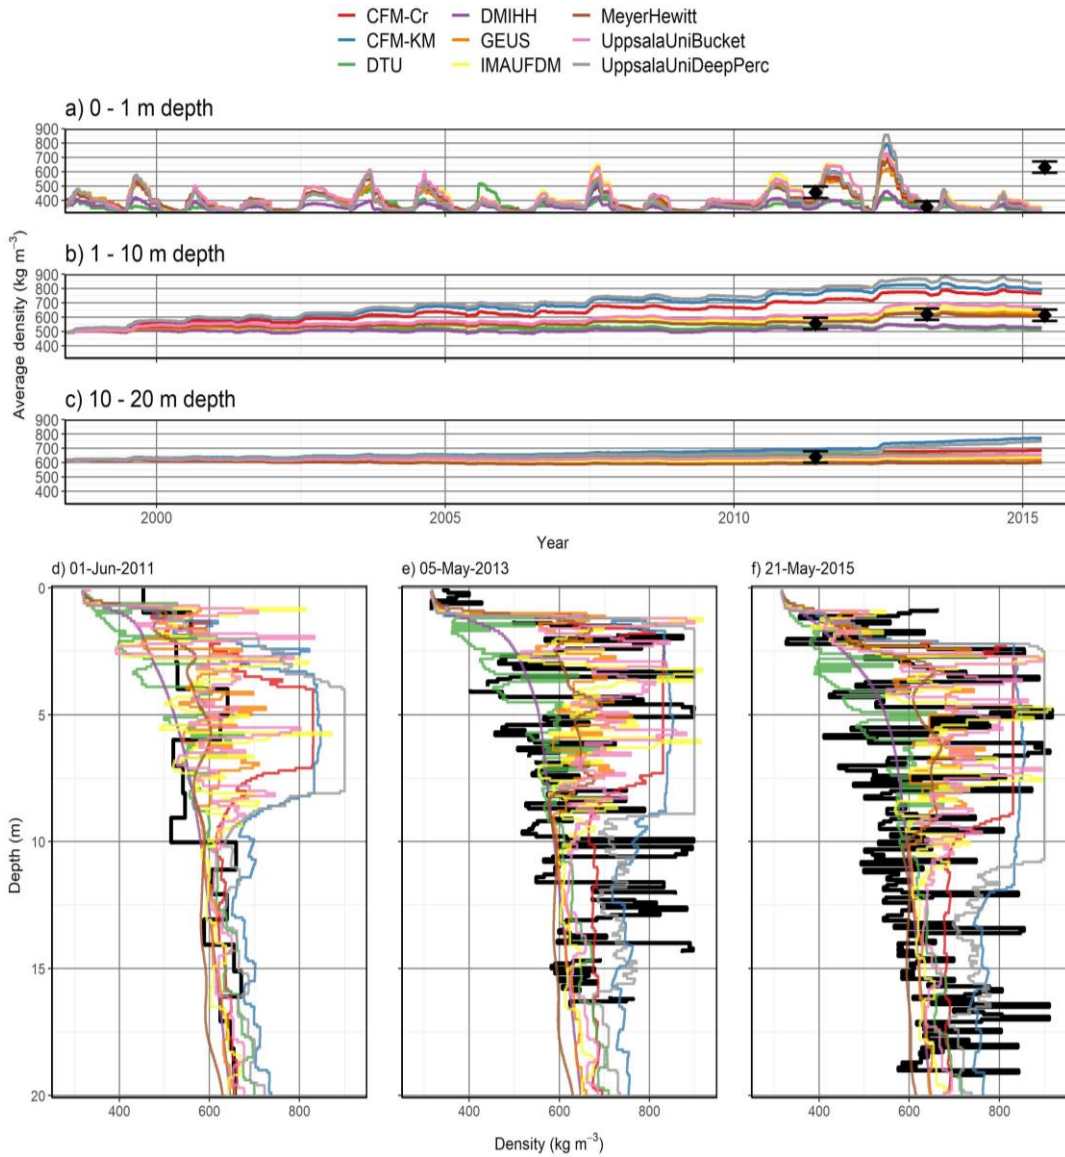 CFM-Cr DMIHH MeyerHewitt
CFM-KM GEUS UppsalaUniBucket
DTU IMAUFDM UppsalaUniDeepPerc
a) 0 - 1 m depth
900
800
700
600
500
400
b) 1 - 10 m depth
900
800
700
600
500
400
Average density (kg m⁻³)
c) 10 - 20 m depth
900
800
700
600
500
400
2000 2005 2010 2015
Year
d) 01-Jun-2011 e) 05-May-2013 f) 21-May-2015
0
5
10
15
20
Depth (m)
400 600 800 400 600 800 400 600 800
Density (kg m⁻³)